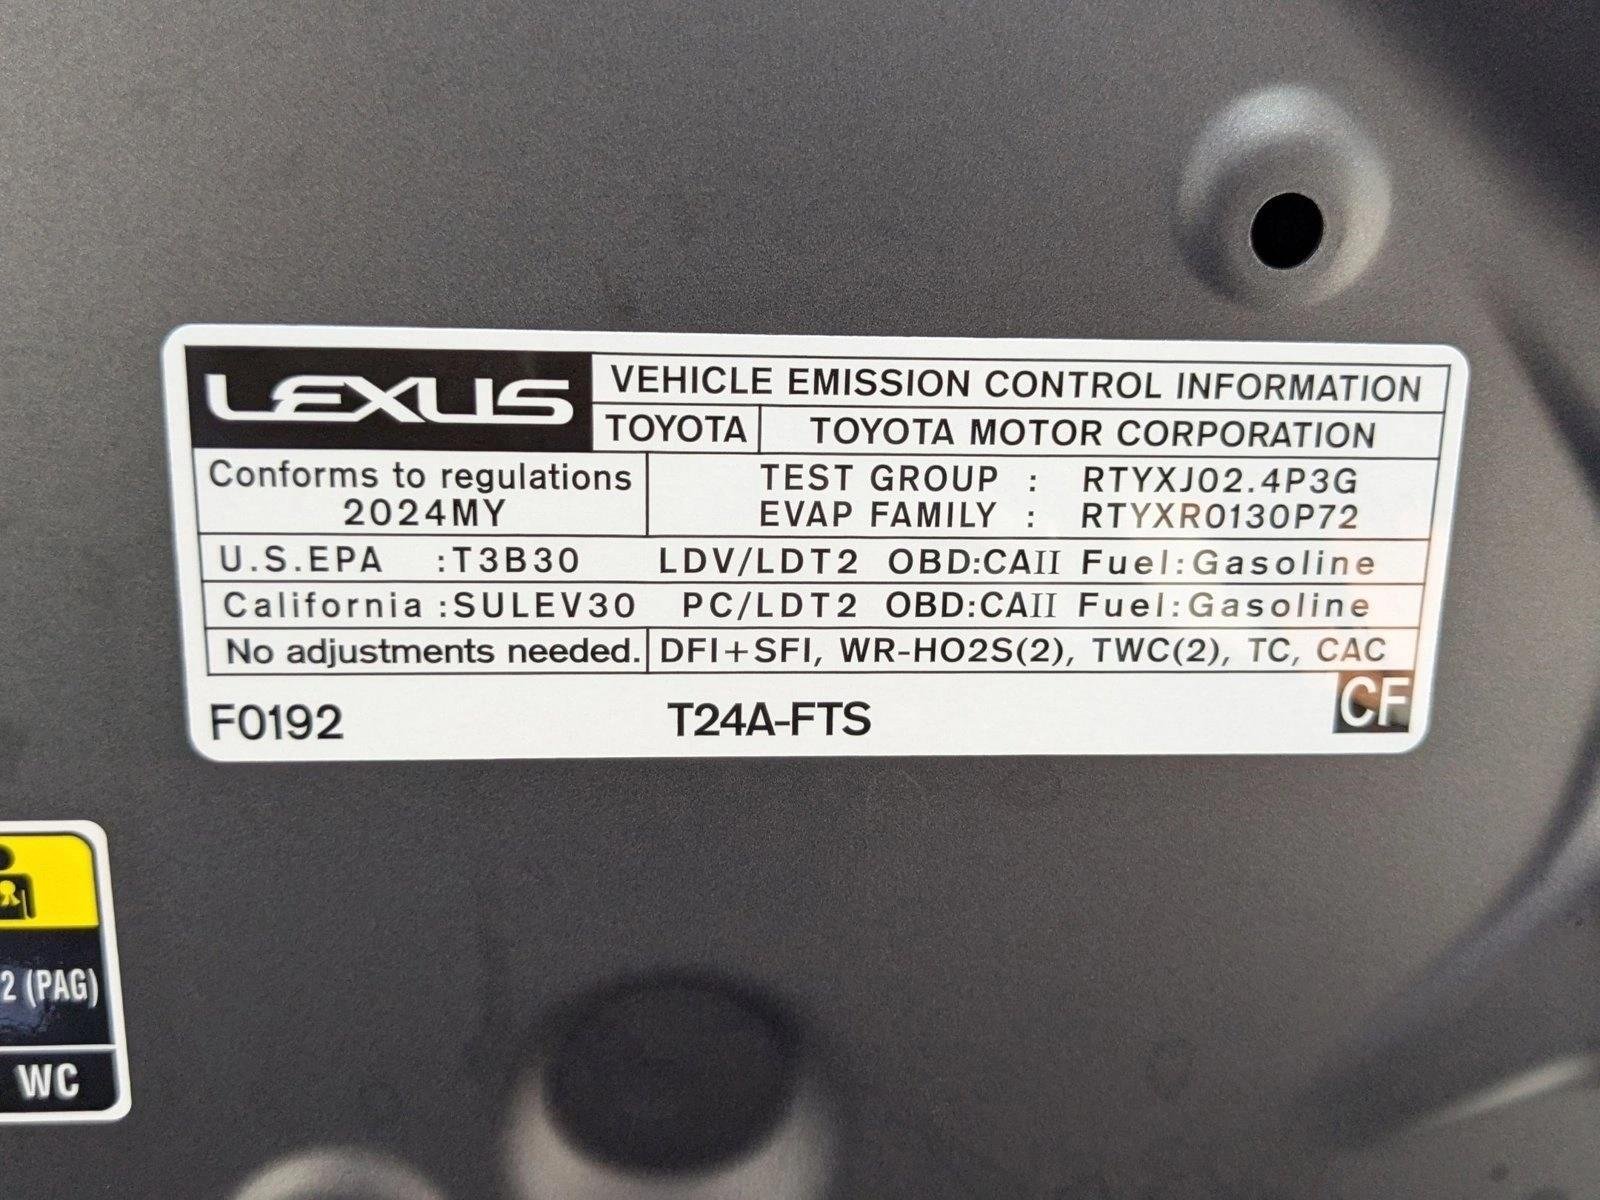 LEXUS
VEHICLE EMISSION CONTROL INFORMATION
TOYOTA TOYOTA MOTOR CORPORATION
Conforms to regulations
2024MY
TEST GROUP : RTYXJ02.4P3G
EVAP FAMILY : RTYXR0130P72
U.S.EPA :T3B30 LDV/LDT2 OBD:CAII Fuel:Gasoline
California :SULEV30 PC/LDT2 OBD:CAII Fuel:Gasoline
No adjustments needed. DFI+SFI, WR-HO2S(2), TWC(2), TC, CAC
F0192 T24A-FTS CF
2 (PAG)
WC